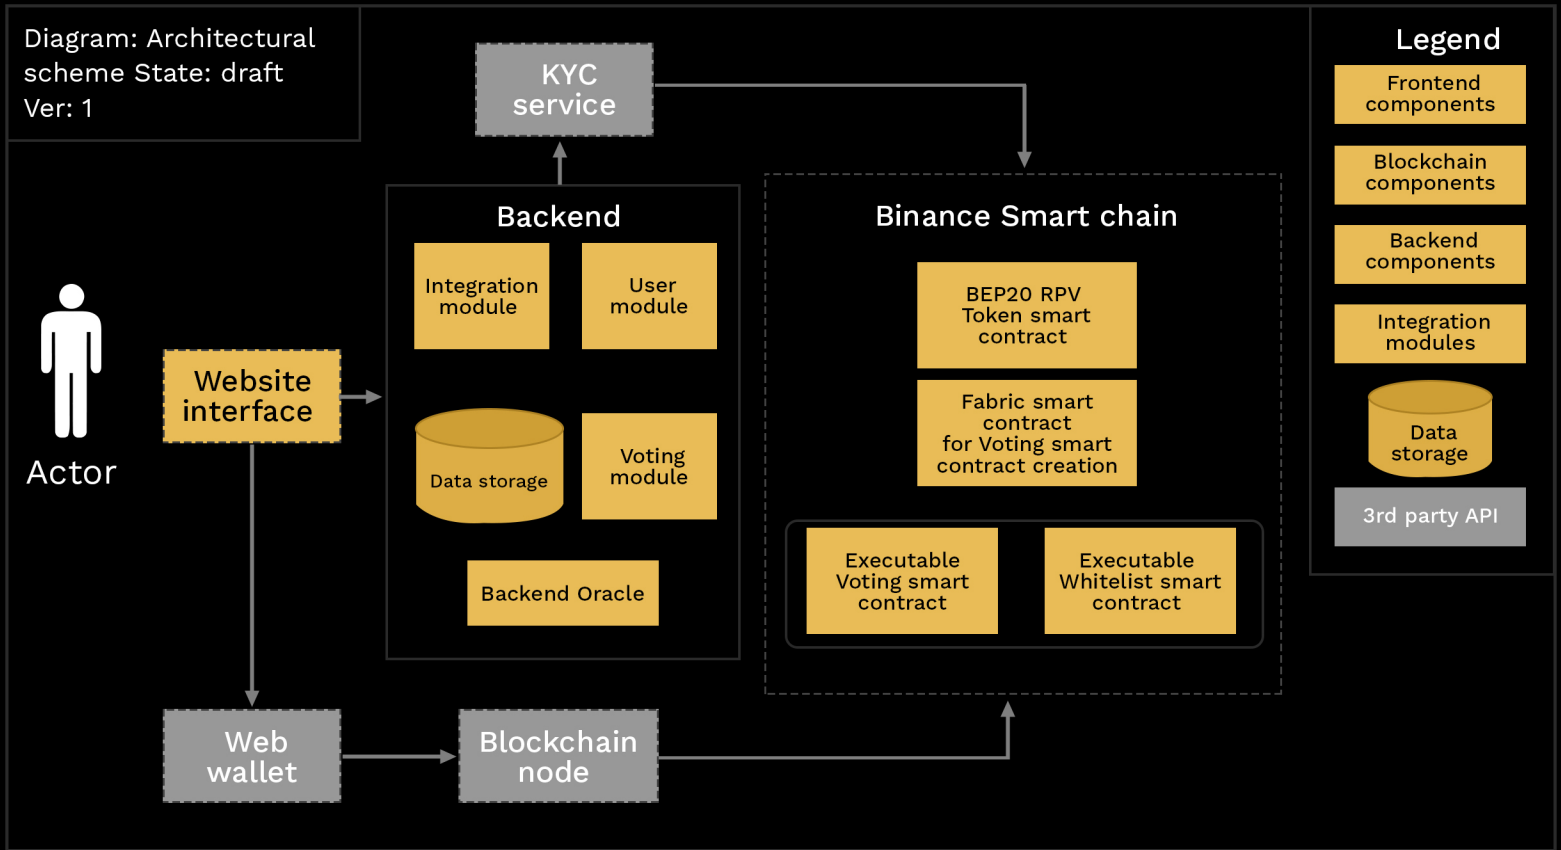 Diagram: Architectural
scheme State: draft
Ver: 1
KYC
service
Legend
Frontend
components
Blockchain
components
Backend
components
Integration
modules
Data
storage
3rd party API
Backend
Integration
module
User
module
Data storage
Voting
module
Backend Oracle
Binance Smart chain
BEP20 RPV
Token smart
contract
Fabric smart
contract
for Voting smart
contract creation
Executable
Voting smart
contract
Executable
Whitelist smart
contract
Website
interface
Actor
Web
wallet
Blockchain
node